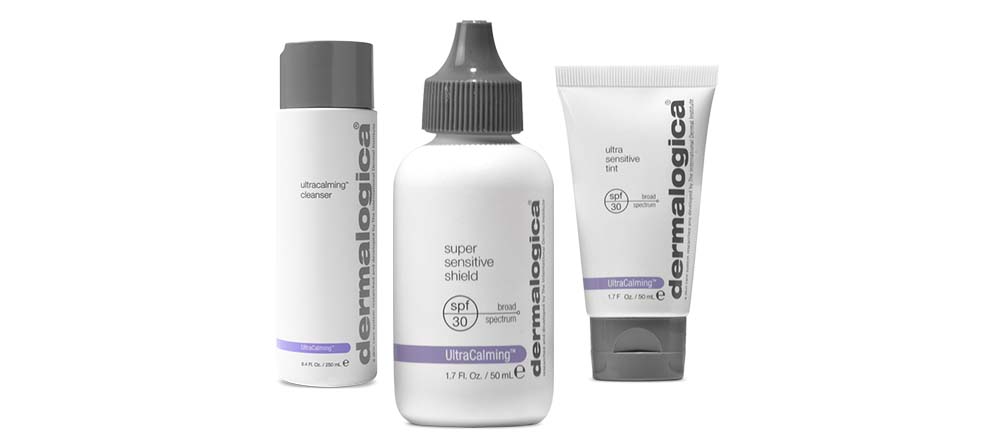 ultracalming™
cleanser
dermalogica®
UltraCalming™
8.4 Fl. Oz. / 250 mL e
super
sensitive
shield
spf
30
broad
spectrum
dermalogica®
UltraCalming™
1.7 Fl. Oz. / 50 mL e
ultra
sensitive
tint
spf
30
broad
spectrum
dermalogica®
UltraCalming™
1.7 F Oz. / 50 mL e